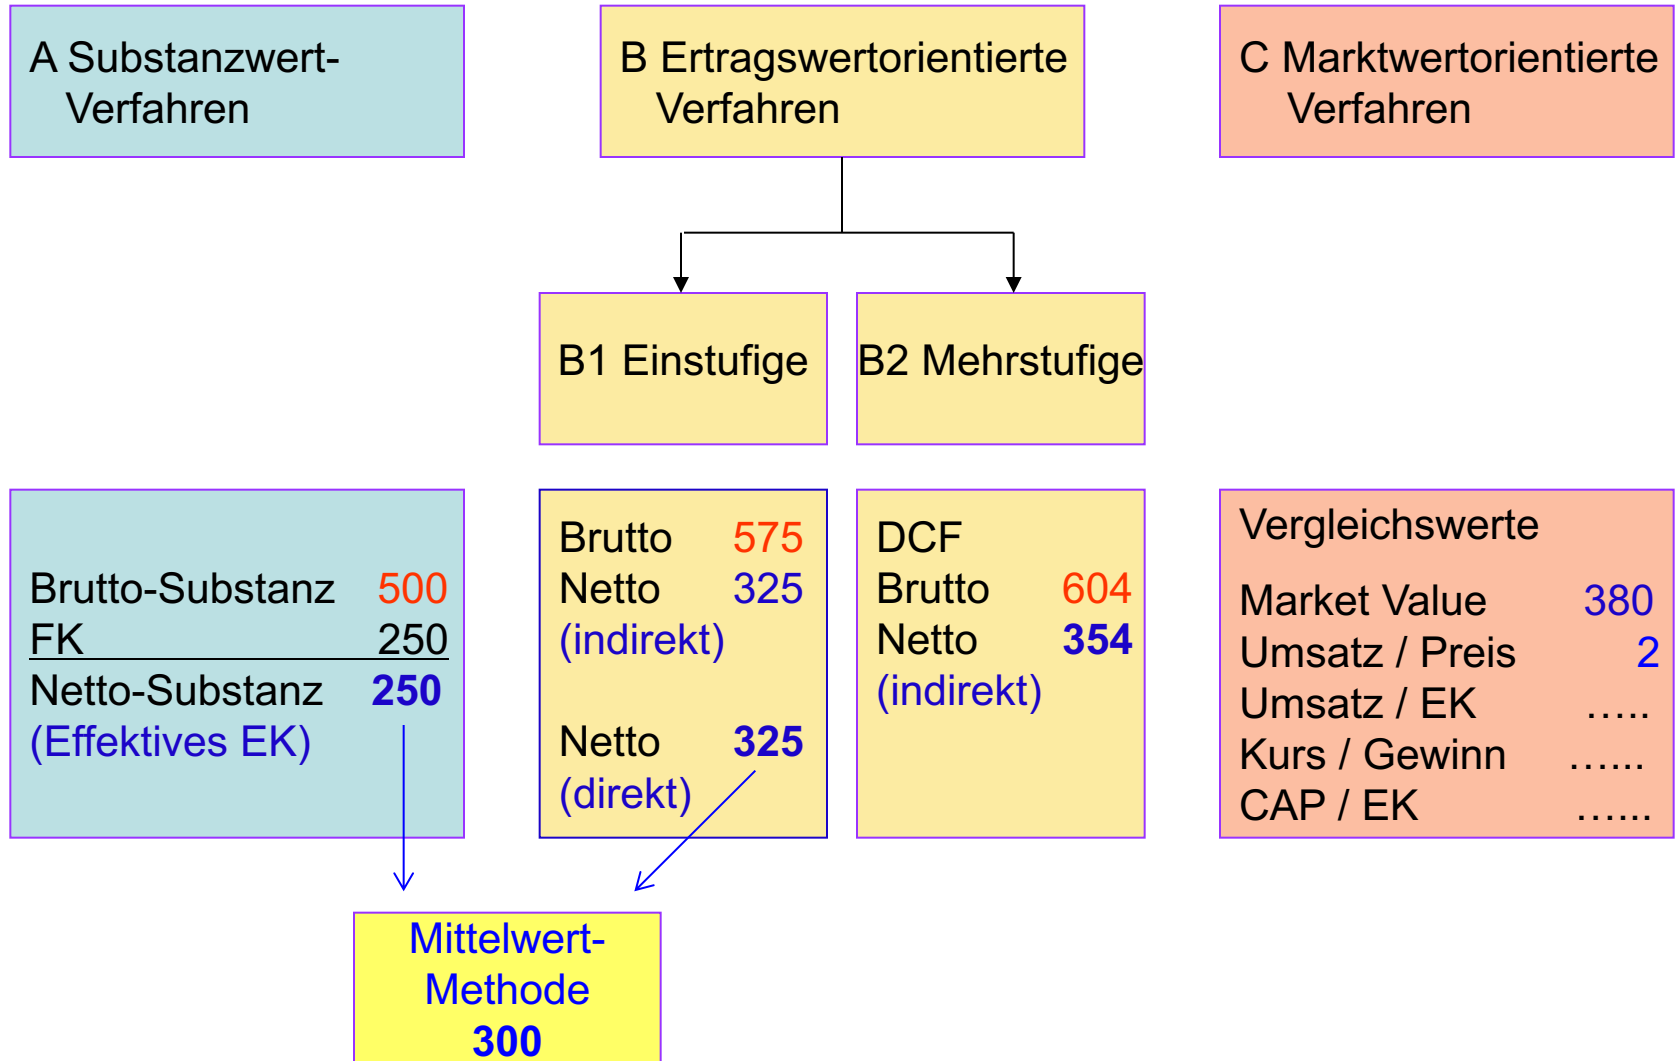 A Substanzwert-
Verfahren
B Ertragswertorientierte
Verfahren
C Marktwertorientierte
Verfahren
B1 Einstufige
B2 Mehrstufige
Brutto-Substanz 500
FK 250
Netto-Substanz 250
(Effektives EK)
Brutto 575
Netto 325
(indirekt)
Netto 325
(direkt)
DCF
Brutto 604
Netto 354
(indirekt)
Vergleichswerte
Market Value 380
Umsatz / Preis 2
Umsatz / EK …..
Kurs / Gewinn …...
CAP / EK …...
Mittelwert-
Methode
300